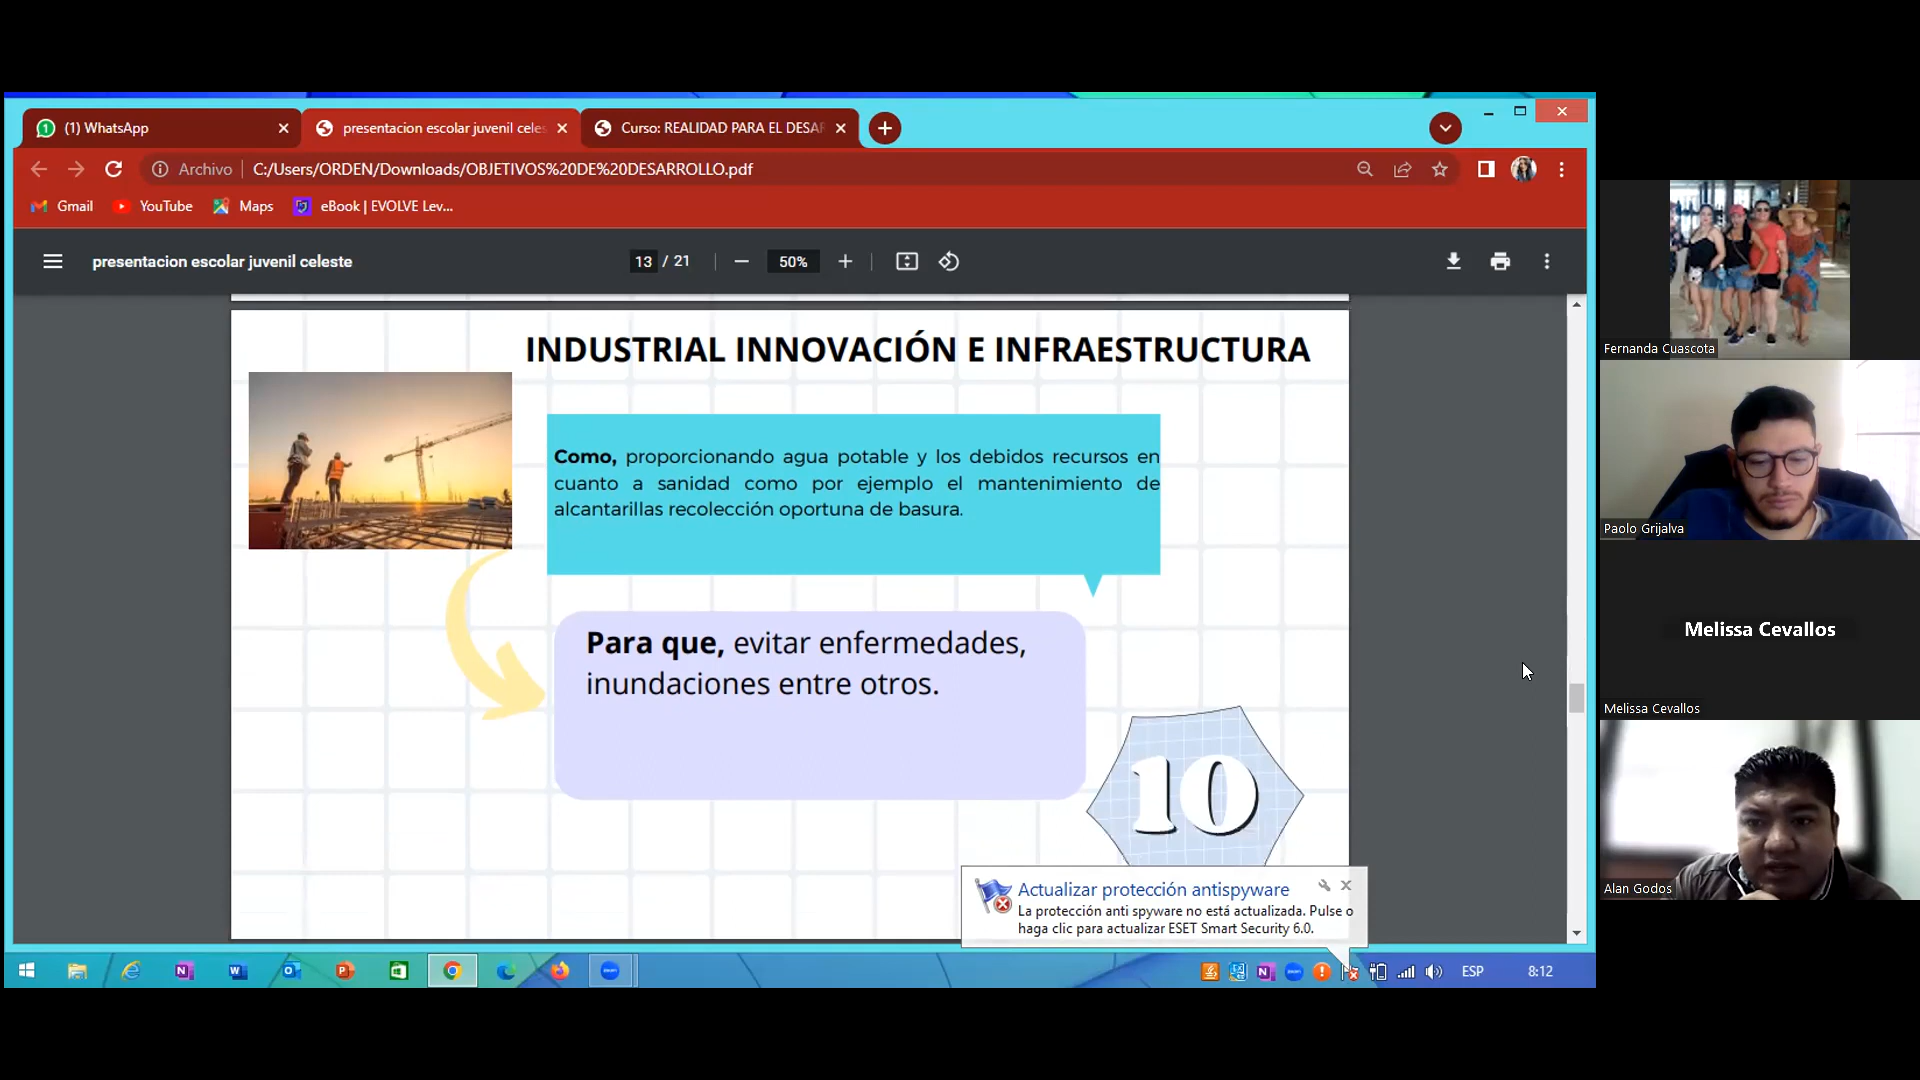 (1) WhatsApp
presentacion escolar juvenil celes
Curso: REALIDAD PARA EL DESAR
Archivo
C:/Users/ORDEN/Downloads/OBJETIVOS%20DE%20DESARROLLO.pdf
Gmail
YouTube
Maps
eBook | EVOLVE Lev...
presentacion escolar juvenil celeste
13 / 21
50%
INDUSTRIAL INNOVACIÓN E INFRAESTRUCTURA
Como, proporcionando agua potable y los debidos recursos en
cuanto a sanidad como por ejemplo el mantenimiento de
alcantarillas recolección oportuna de basura.
Para que, evitar enfermedades,
inundaciones entre otros.
10
Actualizar protección antispyware
La protección anti spyware no está actualizada. Pulse o
haga clic para actualizar ESET Smart Security 6.0.
ESP
8:12
Fernanda Cuascota
Paolo Grijalva
Melissa Cevallos
Melissa Cevallos
Alan Godos